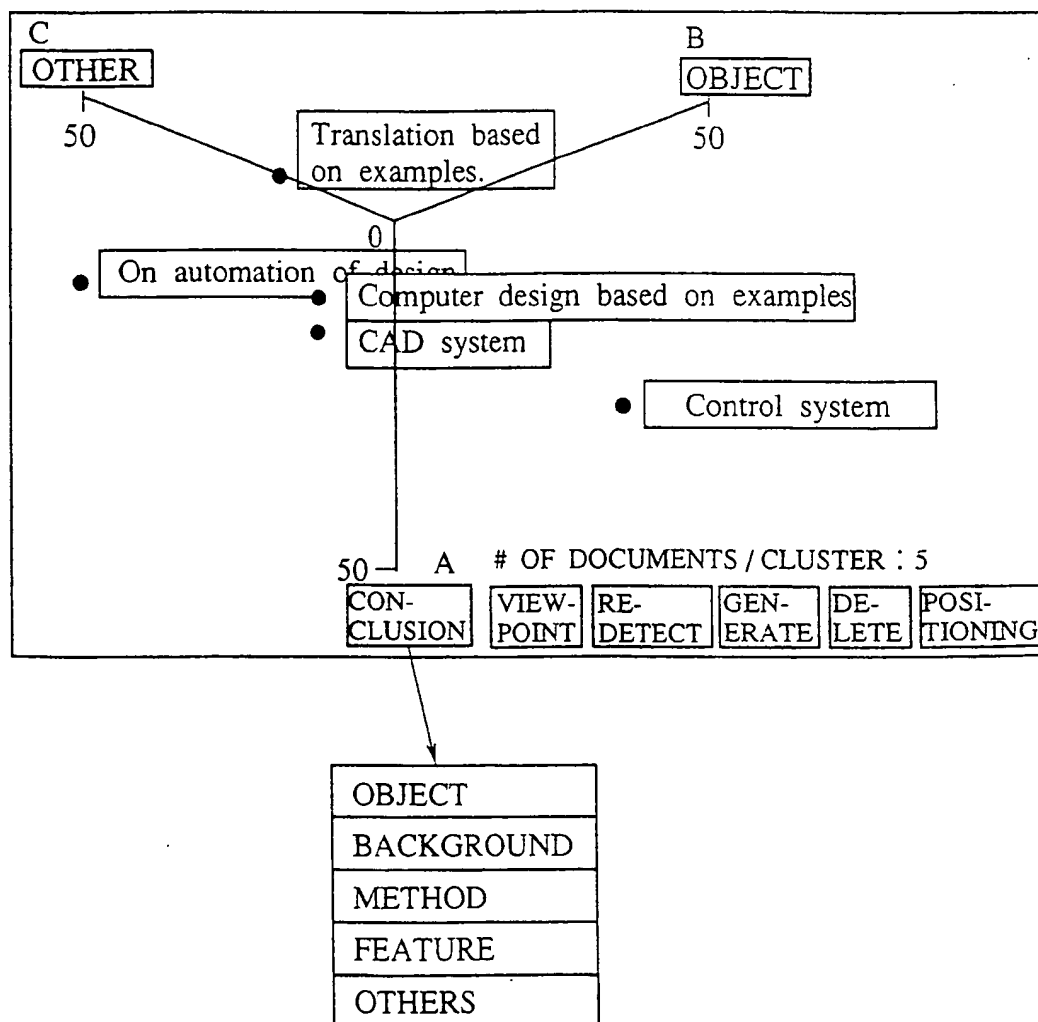 C
OTHER
B
OBJECT
50
50
Translation based
on examples.
0
On automation of design
Computer design based on examples
CAD system
Control system
50
A
# OF DOCUMENTS / CLUSTER : 5
CON-
CLUSION
VIEW-
POINT
RE-
DETECT
GEN-
ERATE
DE-
LETE
POSI-
TIONING
OBJECT
BACKGROUND
METHOD
FEATURE
OTHERS